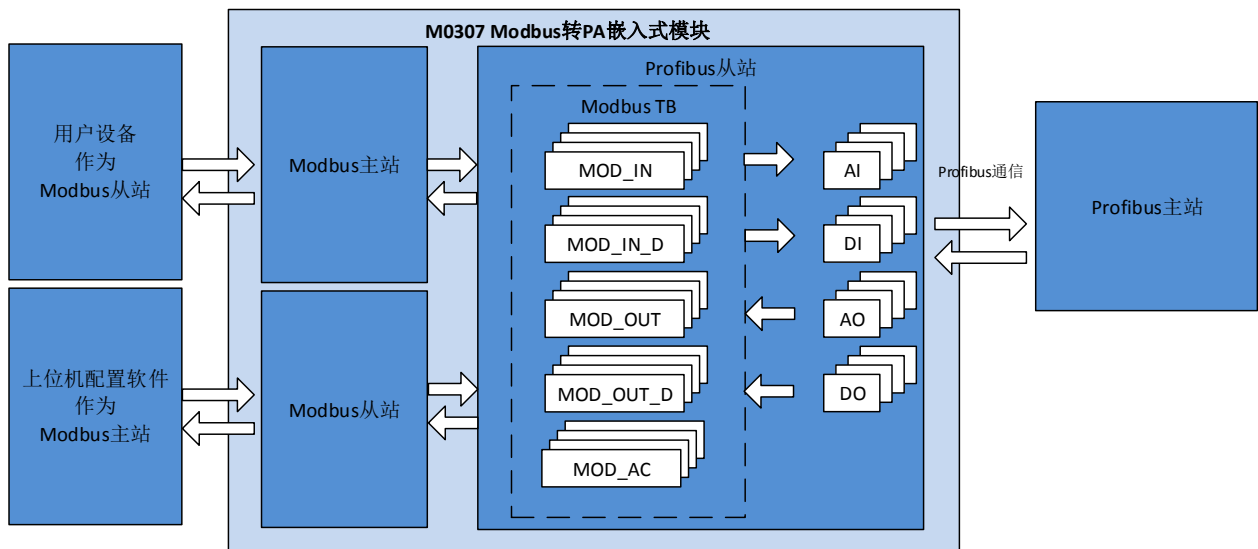 M0307 Modbus转PA嵌入式模块
用户设备
作为
Modbus从站
Modbus主站
Profibus从站
Modbus TB
MOD_IN
AI
MOD_IN_D
DI
MOD_OUT
AO
MOD_OUT_D
DO
MOD_AC
Profibus通信
Profibus主站
上位机配置软件
作为
Modbus主站
Modbus从站